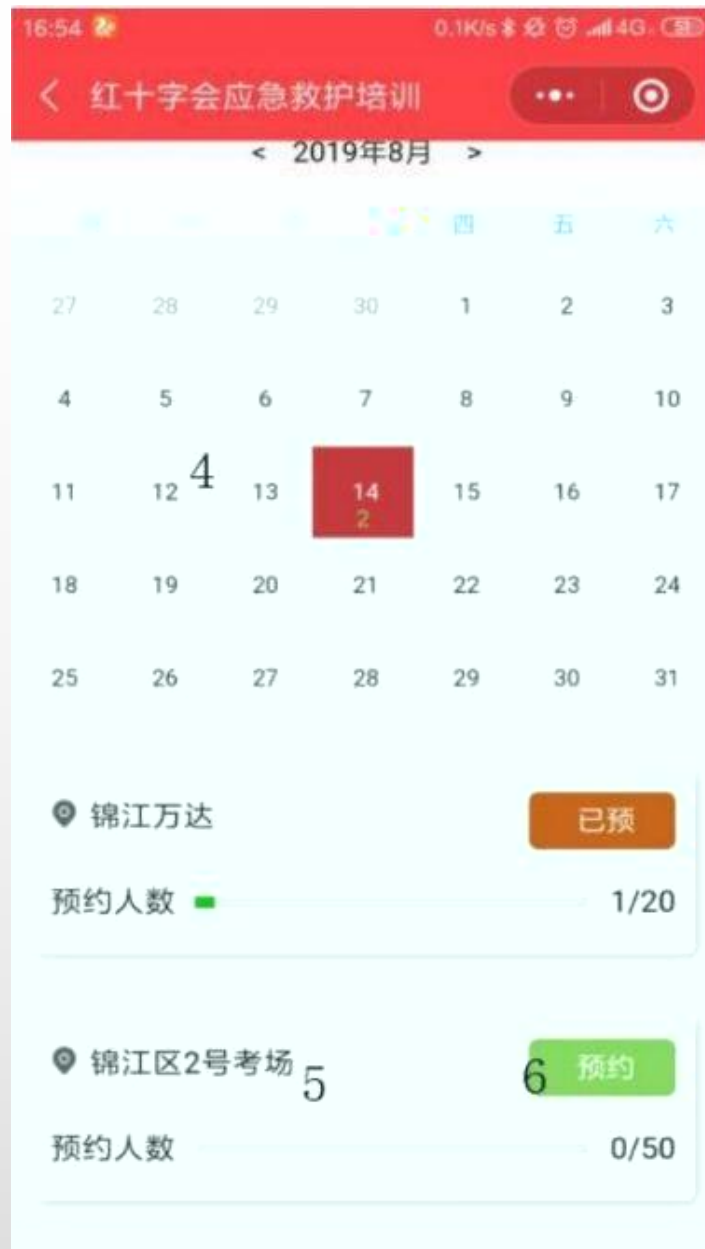 16:54 0.1K/s 4G 53
红十字会应急救护培训
< 2019年8月 >
四 五 六
27 28 29 30 1 2 3
4 5 6 7 8 9 10
4
11 12 13 14 15 16 17
2
18 19 20 21 22 23 24
25 26 27 28 29 30 31
锦江万达 已预
预约人数 1/20
锦江区2号考场 5 6 预约
预约人数 0/50